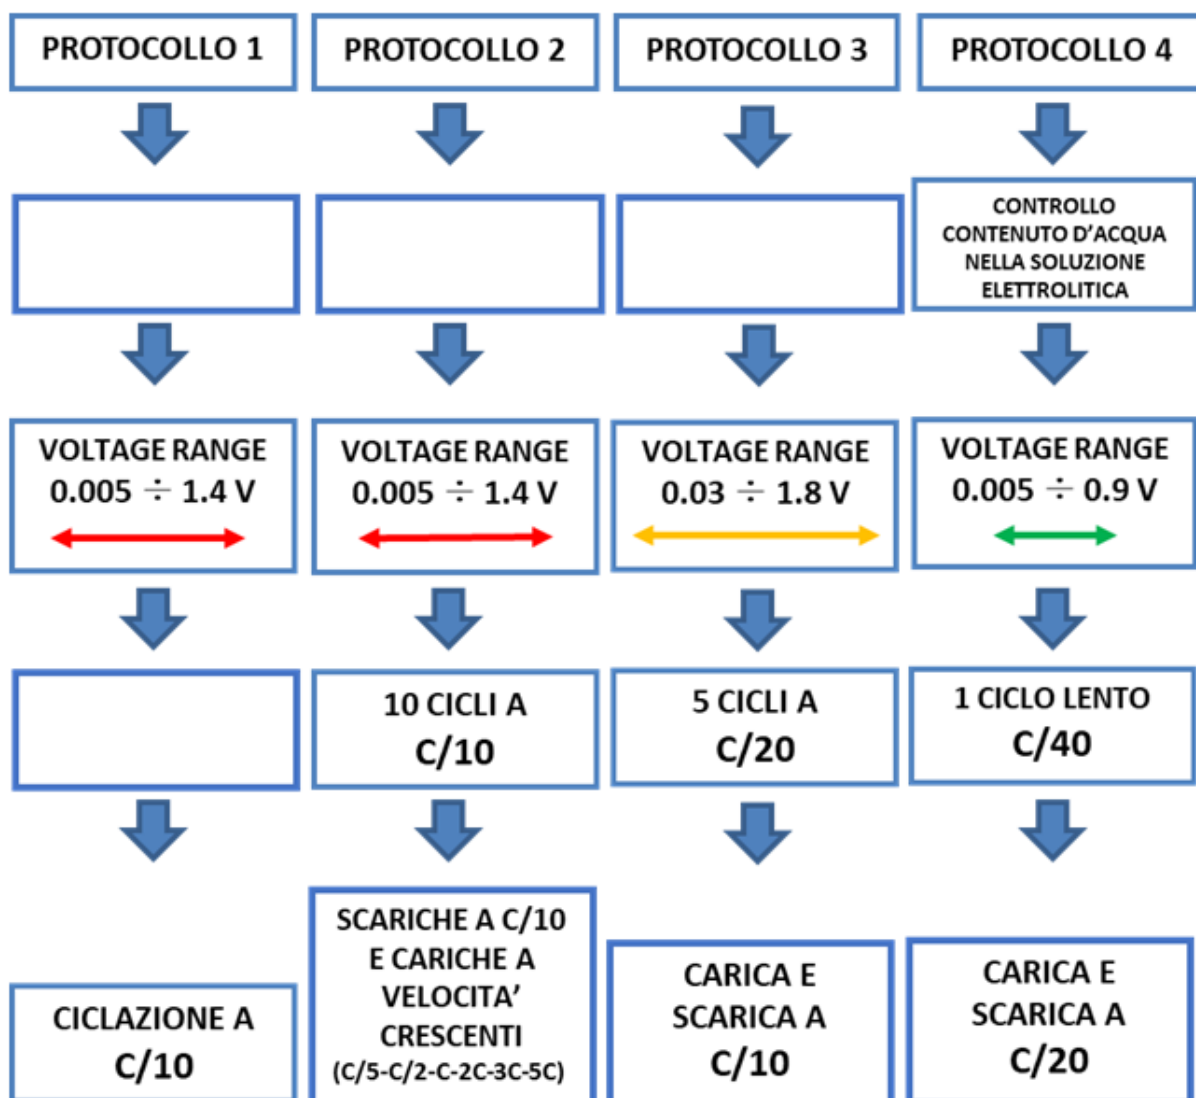 PROTOCOLLO 1
PROTOCOLLO 2
PROTOCOLLO 3
PROTOCOLLO 4
CONTROLLO
CONTENUTO D'ACQUA
NELLA SOLUZIONE
ELETTROLITICA
VOLTAGE RANGE
0.005 ÷ 1.4 V
VOLTAGE RANGE
0.005 ÷ 1.4 V
VOLTAGE RANGE
0.03 ÷ 1.8 V
VOLTAGE RANGE
0.005 ÷ 0.9 V
10 CICLI A
C/10
5 CICLI A
C/20
1 CICLO LENTO
C/40
CICLAZIONE A
C/10
SCARICHE A C/10
E CARICHE A
VELOCITA'
CRESCENTI
(C/5-C/2-C-2C-3C-5C)
CARICA E
SCARICA A
C/10
CARICA E
SCARICA A
C/20